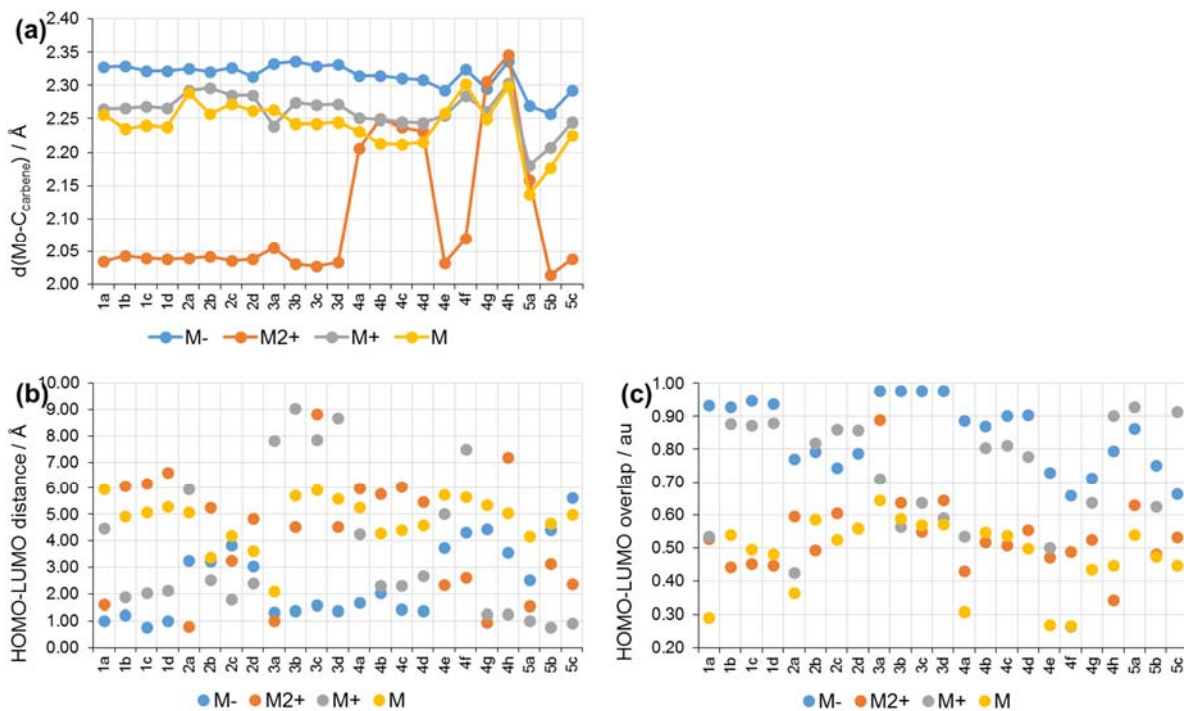 (a)
d(Mo-Ccarbene) / Å
2.40
2.35
2.30
2.25
2.20
2.15
2.10
2.05
2.00
1a 1b 1c 1d 2a 2b 2c 2d 3a 3b 3c 3d 4a 4b 4c 4d 4e 4f 4g 4h 5a 5b 5c
M- M2+ M+ M
(b)
HOMO-LUMO distance / Å
10.00
9.00
8.00
7.00
6.00
5.00
4.00
3.00
2.00
1.00
0.00
1a 1b 1c 1d 2a 2b 2c 2d 3a 3b 3c 3d 4a 4b 4c 4d 4e 4f 4g 4h 5a 5b 5c
M- M2+ M+ M
(c)
HOMO-LUMO overlap / au
1.00
0.90
0.80
0.70
0.60
0.50
0.40
0.30
0.20
1a 1b 1c 1d 2a 2b 2c 2d 3a 3b 3c 3d 4a 4b 4c 4d 4e 4f 4g 4h 5a 5b 5c
M- M2+ M+ M